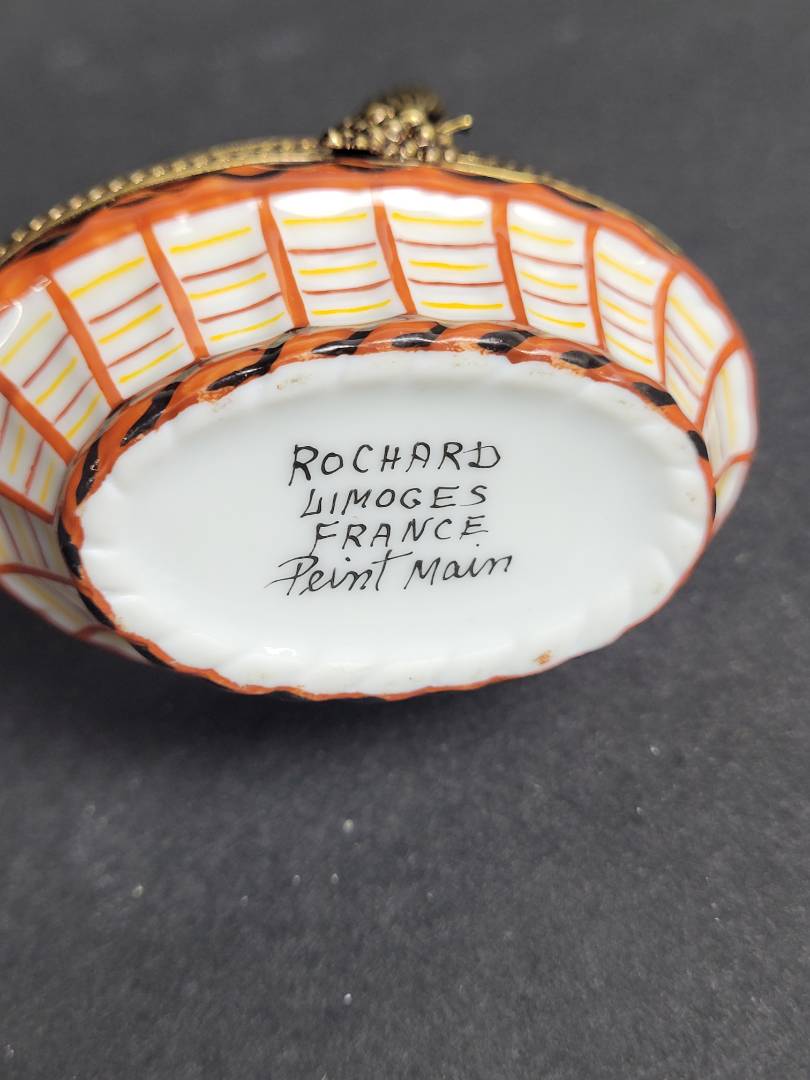 ROCHARD
LIMOGES
FRANCE
Peint Main